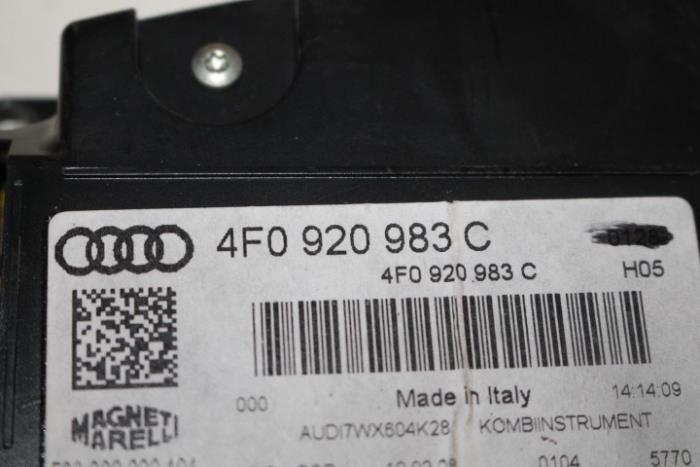 4F0 920 983 C
4F0 920 983 C H05
000 Made in Italy 14:14:09
MAGNETI
MARELLI
AUDI7WX604K28 KOMBIINSTRUMENT
0104 5770